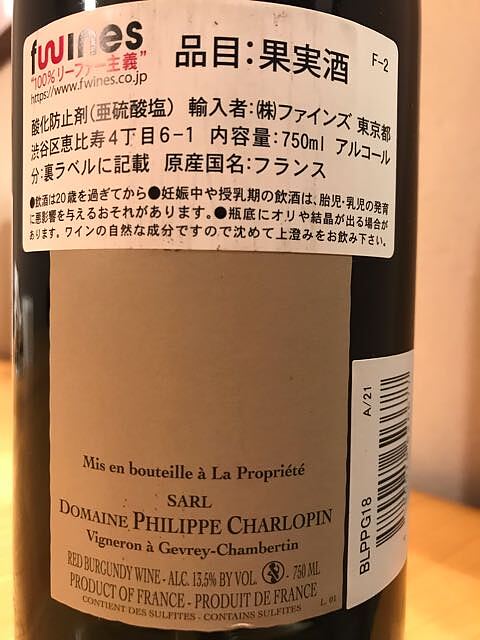 fwines
品目:果実酒
F-2
"100%リーファー主義"
https://www.fwines.co.jp
酸化防止剤(亜硫酸塩) 輸入者:㈱ファインズ 東京都
渋谷区恵比寿4丁目6-1 内容量:750ml アルコール
分:裏ラベルに記載 原産国名:フランス
●飲酒は20歳を過ぎてから●妊娠中や授乳期の飲酒は、胎児・乳児の発育
に悪影響を与えるおそれがあります。●瓶底にオリや結晶が出る場合が
あります。ワインの自然な成分ですので沈めて上澄みをお飲み下さい。
Mis en bouteille à La Propriété
SARL
DOMAINE PHILIPPE CHARLOPIN
Vigneron à Gevrey-Chambertin
RED BURGUNDY WINE - ALC. 13,5% BY VOL. - 750 ML
PRODUCT OF FRANCE - PRODUIT DE FRANCE
CONTIENT DES SULFITES - CONTAINS SULFITES
L. 01
A/21
BLPPG18